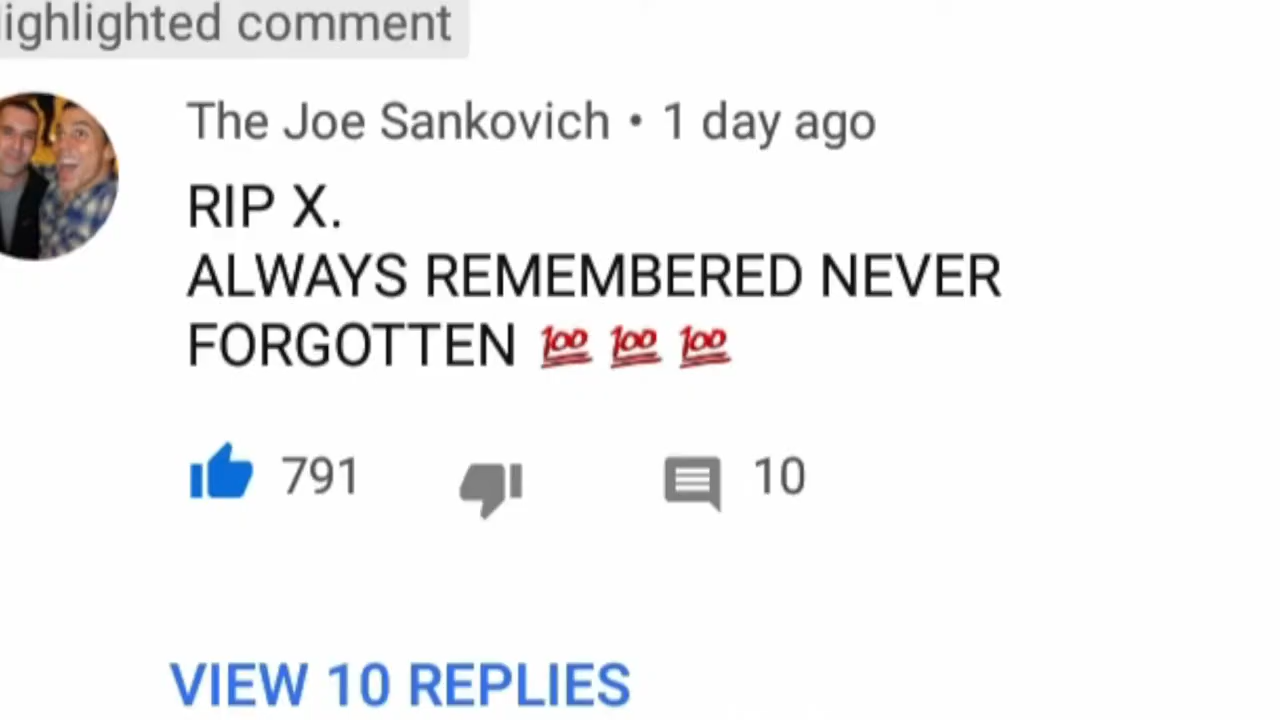 ighlighted comment
The Joe Sankovich • 1 day ago
RIP X.
ALWAYS REMEMBERED NEVER
FORGOTTEN 💯 💯 💯
791 10
VIEW 10 REPLIES